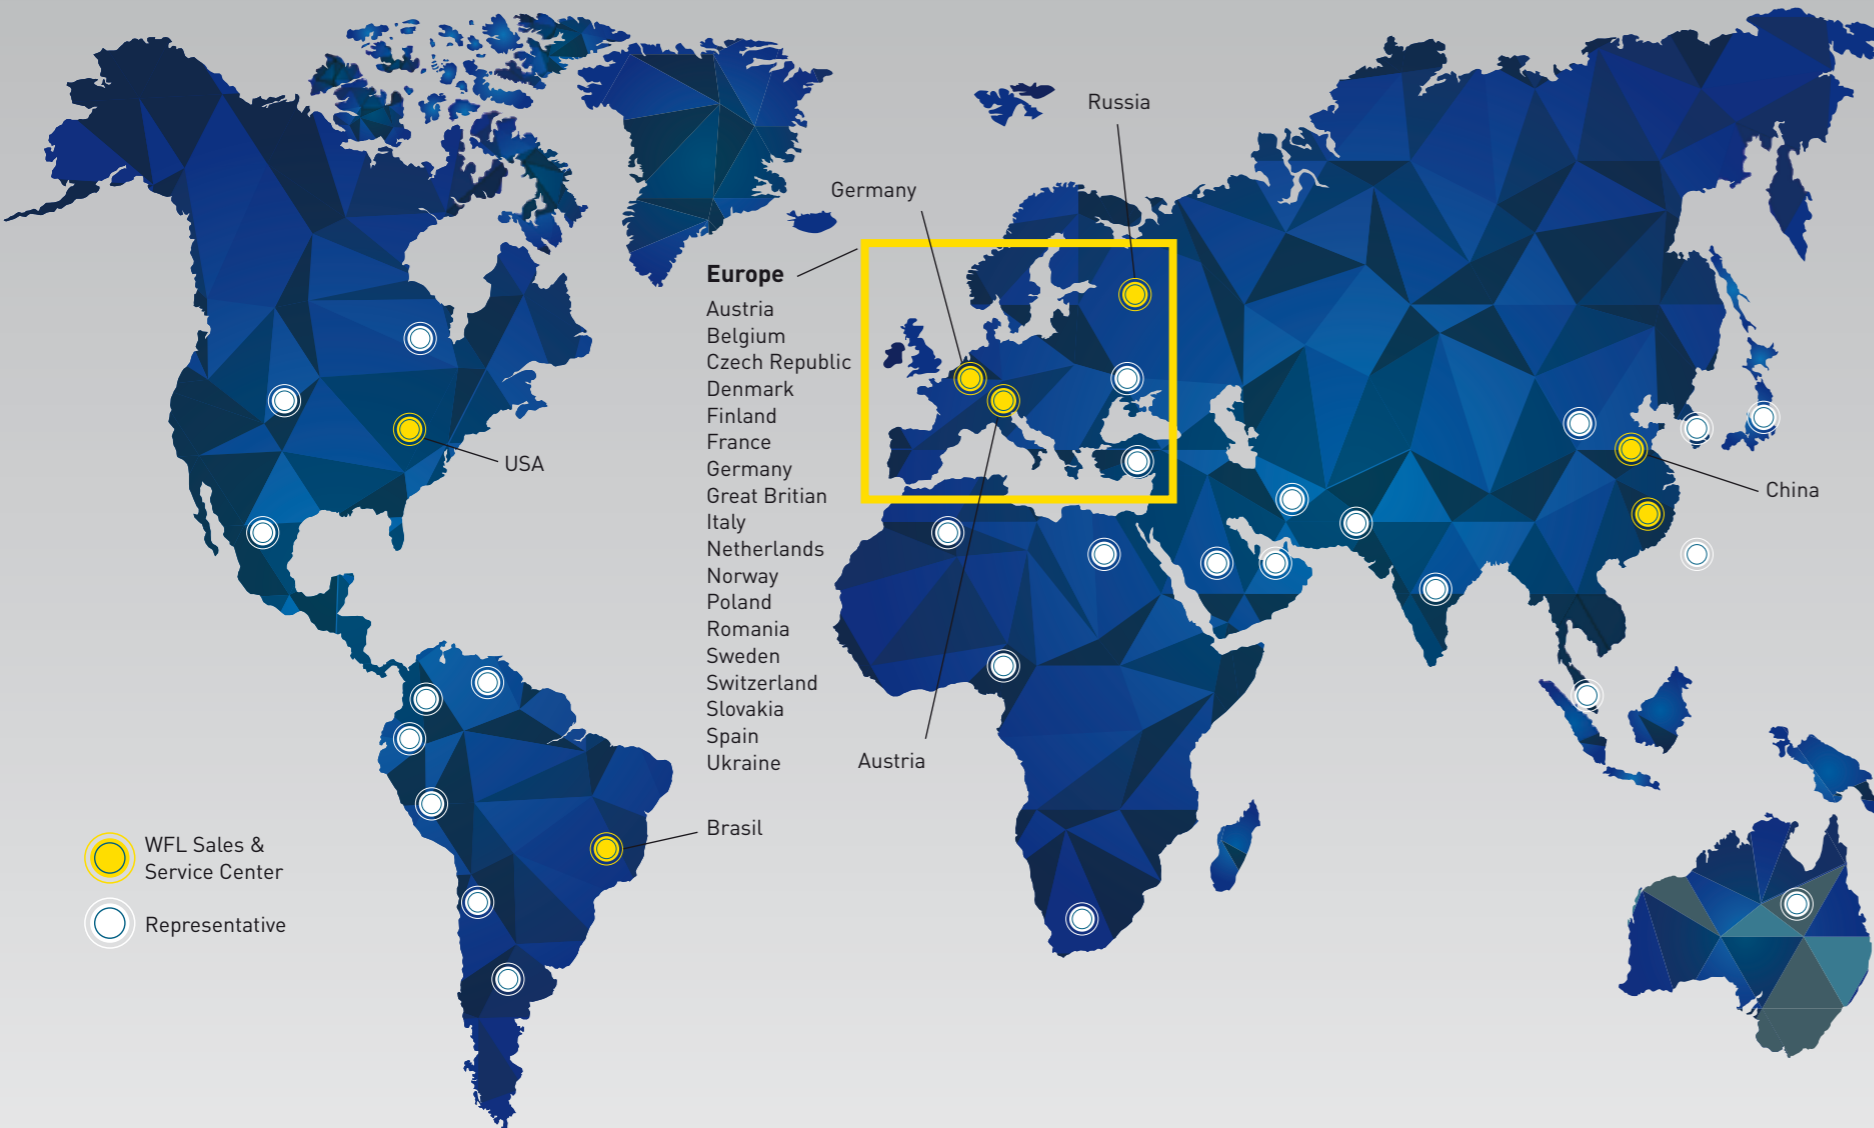 Russia
Germany
Europe
Austria
Belgium
Czech Republic
Denmark
Finland
France
Germany
Great Britian
Italy
Netherlands
Norway
Poland
Romania
Sweden
Switzerland
Slovakia
Spain
Ukraine
USA
China
Austria
Brasil
WFL Sales &
Service Center
Representative